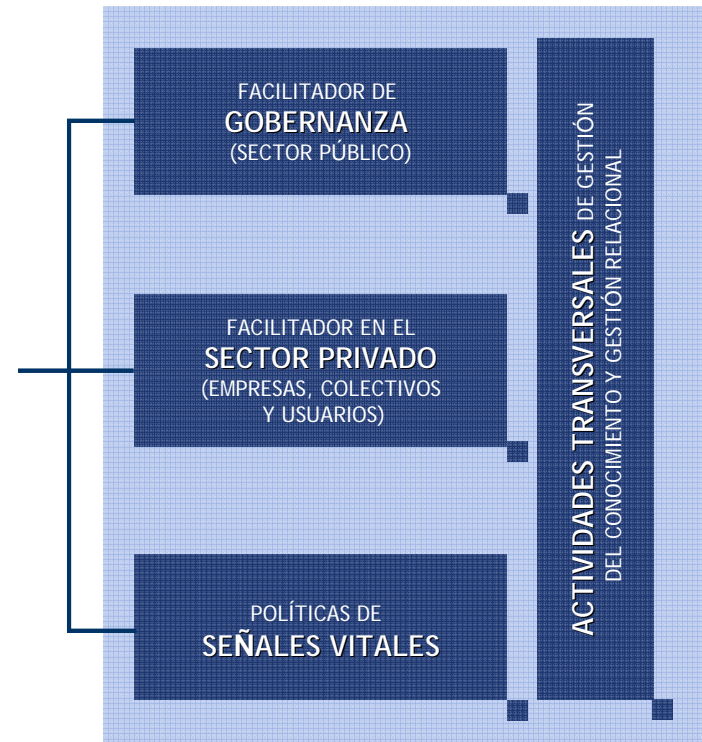 FACILITADOR DE
GOBERNANZA
(SECTOR PÚBLICO)
FACILITADOR EN EL
SECTOR PRIVADO
(EMPRESAS, COLECTIVOS
Y USUARIOS)
POLÍTICAS DE
SEÑALES VITALES
ACTIVIDADES TRANSVERSALES DE GESTIÓN
DEL CONOCIMIENTO Y GESTIÓN RELACIONAL